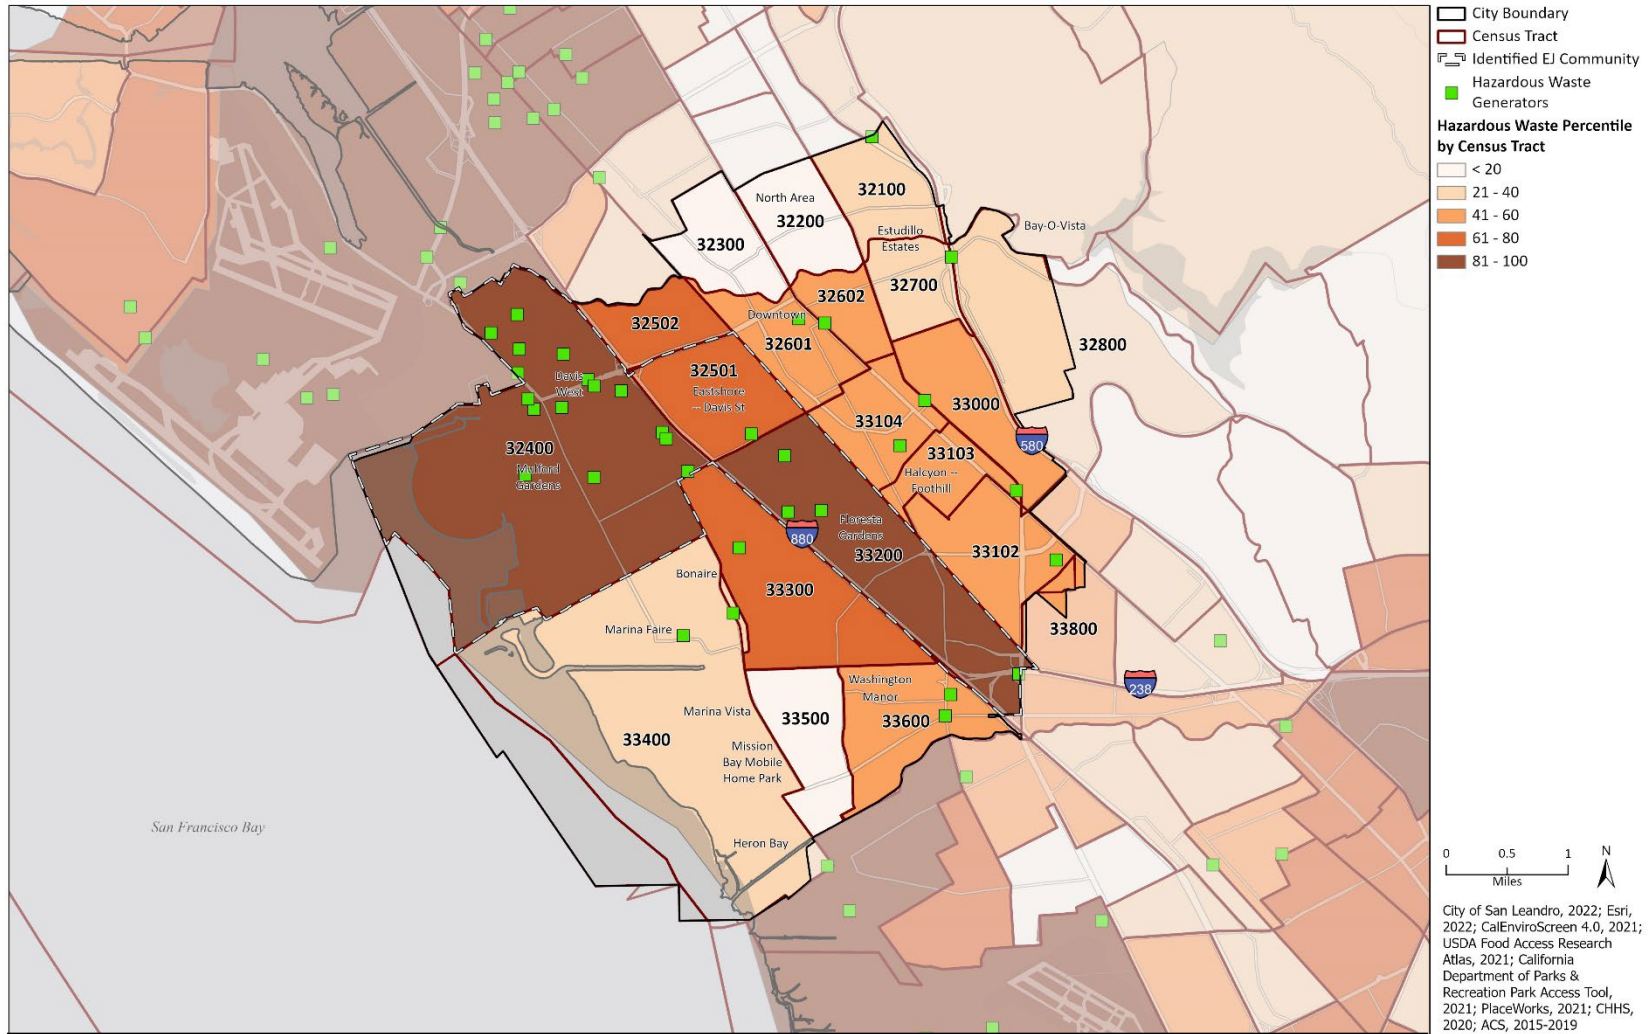 City Boundary
Census Tract
Identified EJ Community
Hazardous Waste
Generators
Hazardous Waste Percentile
by Census Tract
< 20
21 - 40
41 - 60
61 - 80
81 - 100
32100
North Area
32200
Estudillo
Estates
Bay-O-Vista
32300
32700
32602
Downtown
32502
32601
32800
32501
Eastshore
-- Davis St
Davis
West
33000
33104
580
32400
Mulford
Gardens
33103
Halcyon --
Foothill
Floresta
Gardens
880
33200
33102
Bonaire
33300
Marina Faire
33800
Washington
Manor
238
Marina Vista
33500
33600
33400
Mission
Bay Mobile
Home Park
San Francisco Bay
Heron Bay
0 0.5 1
Miles
N
City of San Leandro, 2022; Esri,
2022; CalEnviroScreen 4.0, 2021;
USDA Food Access Research
Atlas, 2021; California
Department of Parks &
Recreation Park Access Tool,
2021; PlaceWorks, 2021; CHHS,
2020; ACS, 2015-2019